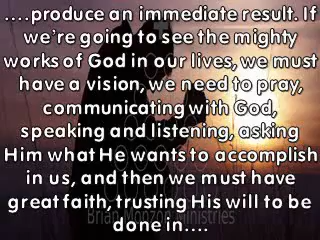 ....produce an immediate result. If
we're going to see the mighty
works of God in our lives, we must
have a vision, we need to pray,
communicating with God,
speaking and listening, asking
Him what He wants to accomplish
in us, and then we must have
great faith, trusting His will to be
Brian Monzon Ministries
done in....